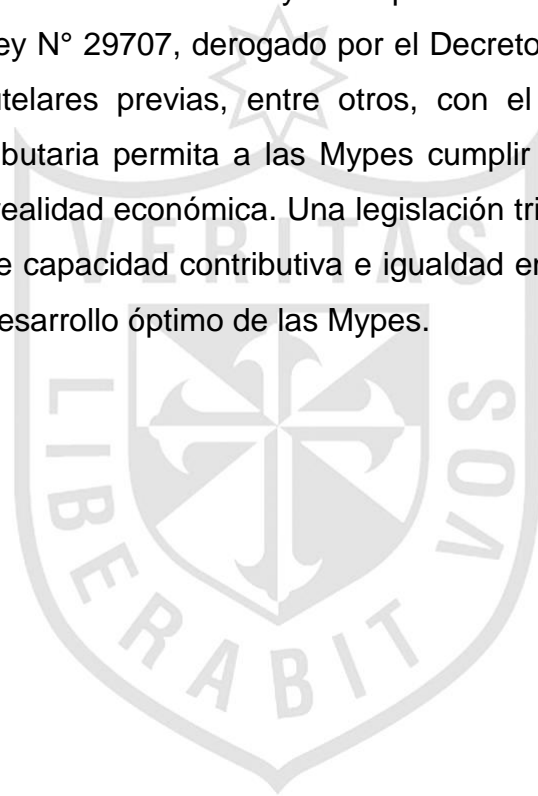 ey N° 29707, derogado por el Decreto
utelares previas, entre otros, con el
ibutaria permita a las Mypes cumplir
realidad económica. Una legislación tri
e capacidad contributiva e igualdad en
esarrollo óptimo de las Mypes.
VERITAS
LIBERABIT
VOS